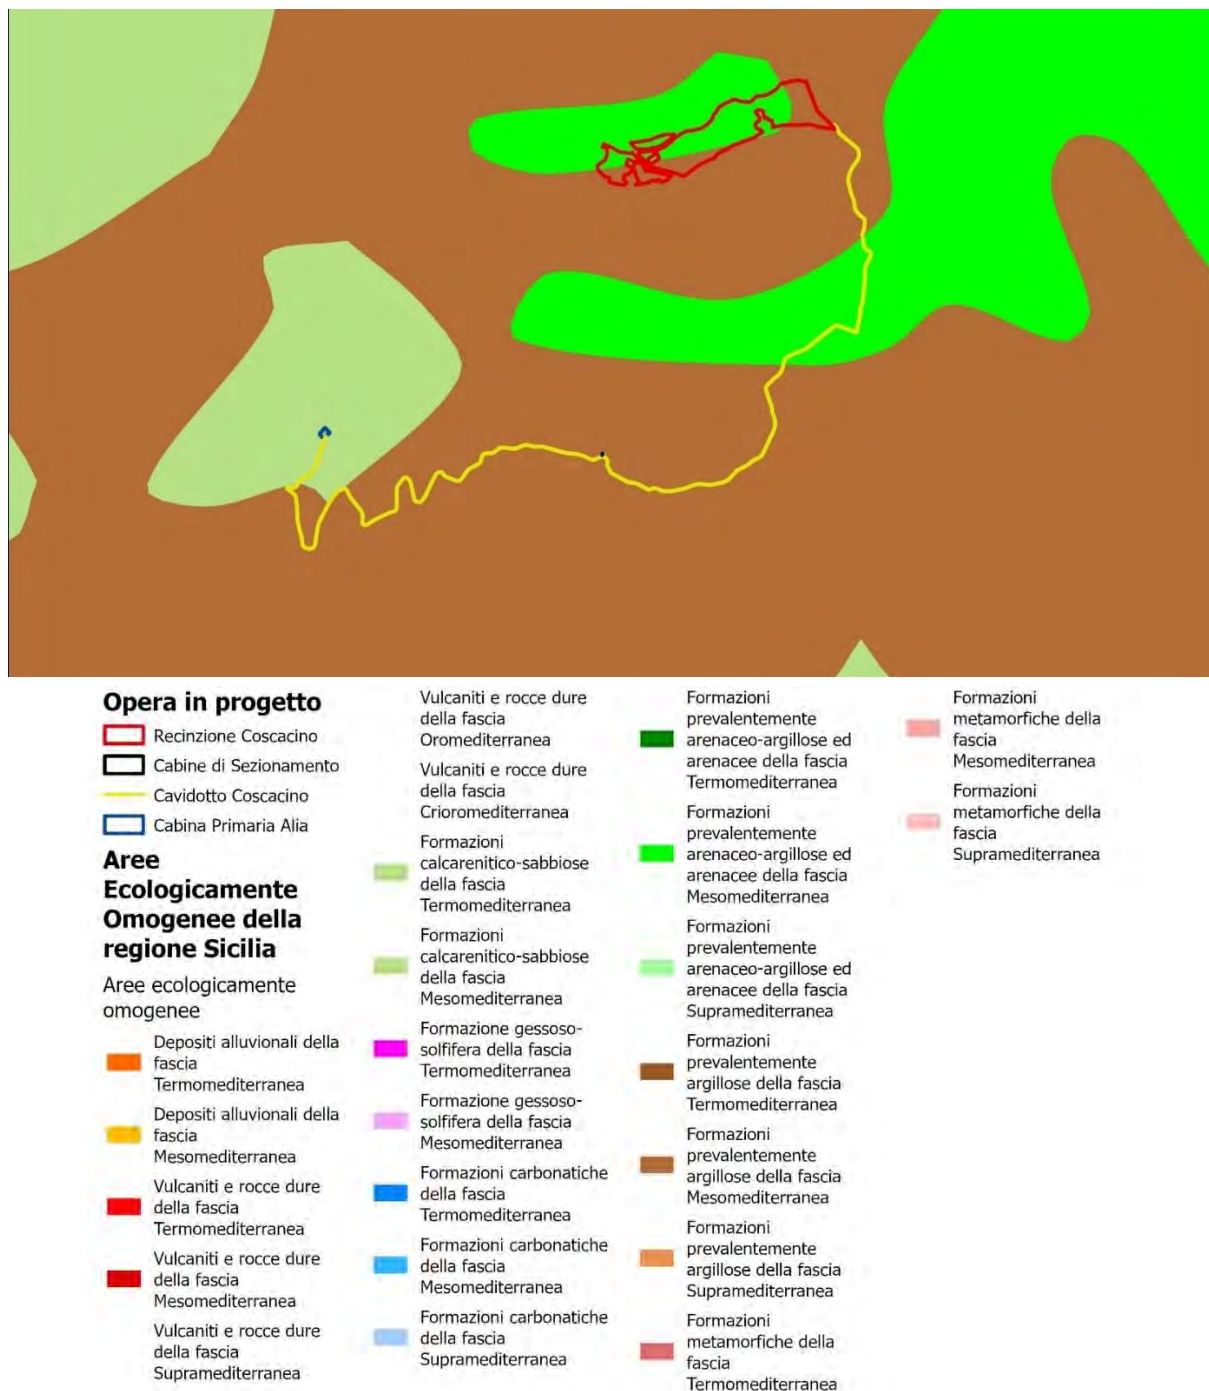 Opera in progetto
Recinzione Coscacino
Cabine di Sezionamento
Cavidotto Coscacino
Cabina Primaria Alia
Aree
Ecologicamente
Omogenee della
regione Sicilia
Aree ecologicamente
omogenee
Depositi alluvionali della
fascia
Termomediterranea
Depositi alluvionali della
fascia
Mesomediterranea
Vulcaniti e rocce dure
della fascia
Termomediterranea
Vulcaniti e rocce dure
della fascia
Mesomediterranea
Vulcaniti e rocce dure
della fascia
Supramediterranea
Vulcaniti e rocce dure
della fascia
Oromediterranea
Vulcaniti e rocce dure
della fascia
Crioromediterranea
Formazioni
calcarenitico-sabbiose
della fascia
Termomediterranea
Formazioni
calcarenitico-sabbiose
della fascia
Mesomediterranea
Formazione gessoso-
solfifera della fascia
Termomediterranea
Formazione gessoso-
solfifera della fascia
Mesomediterranea
Formazioni carbonatiche
della fascia
Termomediterranea
Formazioni carbonatiche
della fascia
Mesomediterranea
Formazioni carbonatiche
della fascia
Supramediterranea
Formazioni
prevalentemente
arenaceo-argillose ed
arenacee della fascia
Termomediterranea
Formazioni
prevalentemente
arenaceo-argillose ed
arenacee della fascia
Mesomediterranea
Formazioni
prevalentemente
arenaceo-argillose ed
arenacee della fascia
Supramediterranea
Formazioni
prevalentemente
argillose della fascia
Termomediterranea
Formazioni
prevalentemente
argillose della fascia
Mesomediterranea
Formazioni
prevalentemente
argillose della fascia
Supramediterranea
Formazioni
metamorfiche della
fascia
Termomediterranea
Formazioni
metamorfiche della
fascia
Mesomediterranea
Formazioni
metamorfiche della
fascia
Supramediterranea